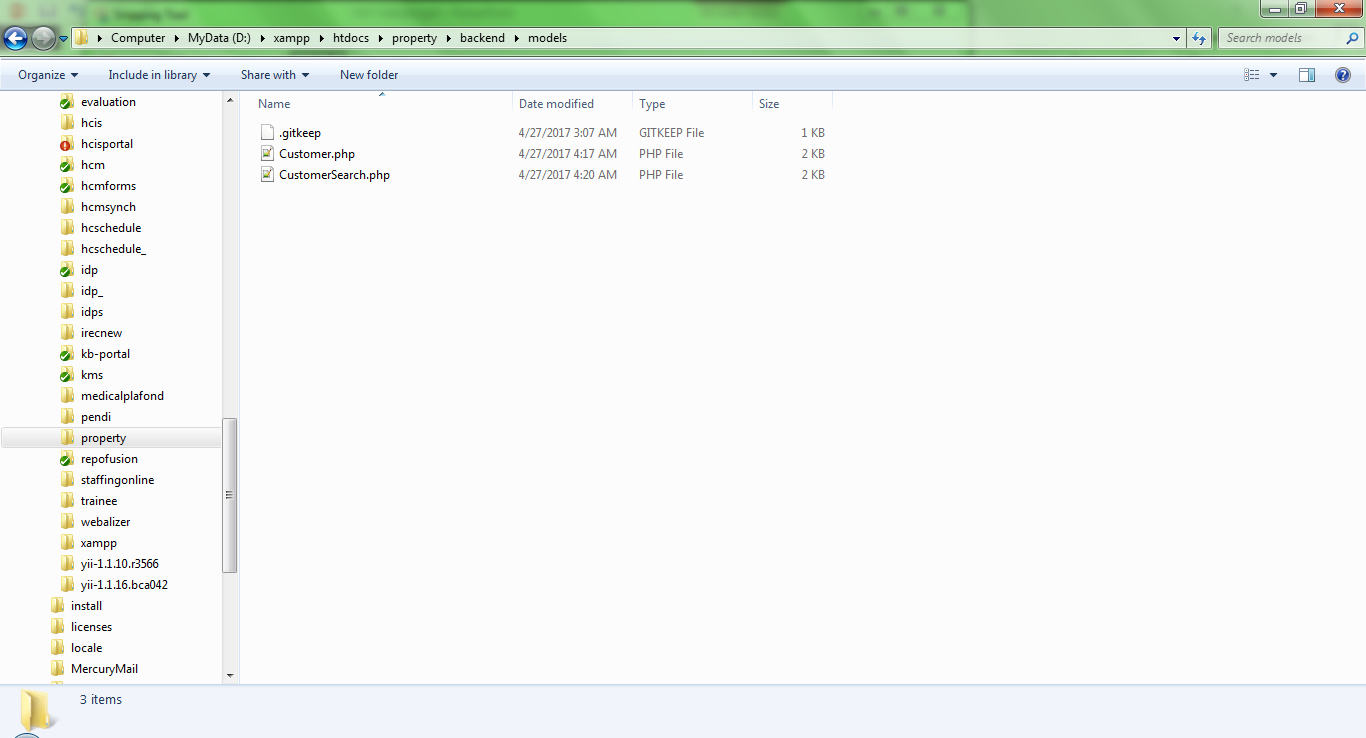 Computer MyData (D:) xampp htdocs property backend models
Search models
Organize Include in library Share with New folder
evaluation
hcis
hcisportal
hcm
hcmforms
hcmsynch
hcschedule
hcschedule_
idp
idp_
idps
irecnew
kb-portal
kms
medicalplafond
pendi
property
repofusion
staffingonline
trainee
webalizer
xampp
yii-1.1.10.r3566
yii-1.1.16.bca042
install
licenses
locale
MercuryMail
Name Date modified Type Size
.gitkeep 4/27/2017 3:07 AM GITKEEP File 1 KB
Customer.php 4/27/2017 4:17 AM PHP File 2 KB
CustomerSearch.php 4/27/2017 4:20 AM PHP File 2 KB
3 items